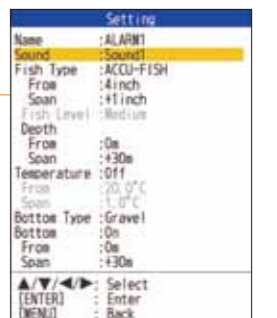 Setting
Name :ALARM1
Sound :Sound1
Fish Type :ACCU-FISH
From :4inch
Span :+1inch
Fish Level :Medium
Depth
From :0m
Span :+30m
Temperature :Off
From :20.0°C
Span :1.0°C
Bottom Type :Gravel
Bottom :On
From :0m
Span :+30m
▲/▼/◀/▶: Select
[ENTER] : Enter
[MENU] : Back